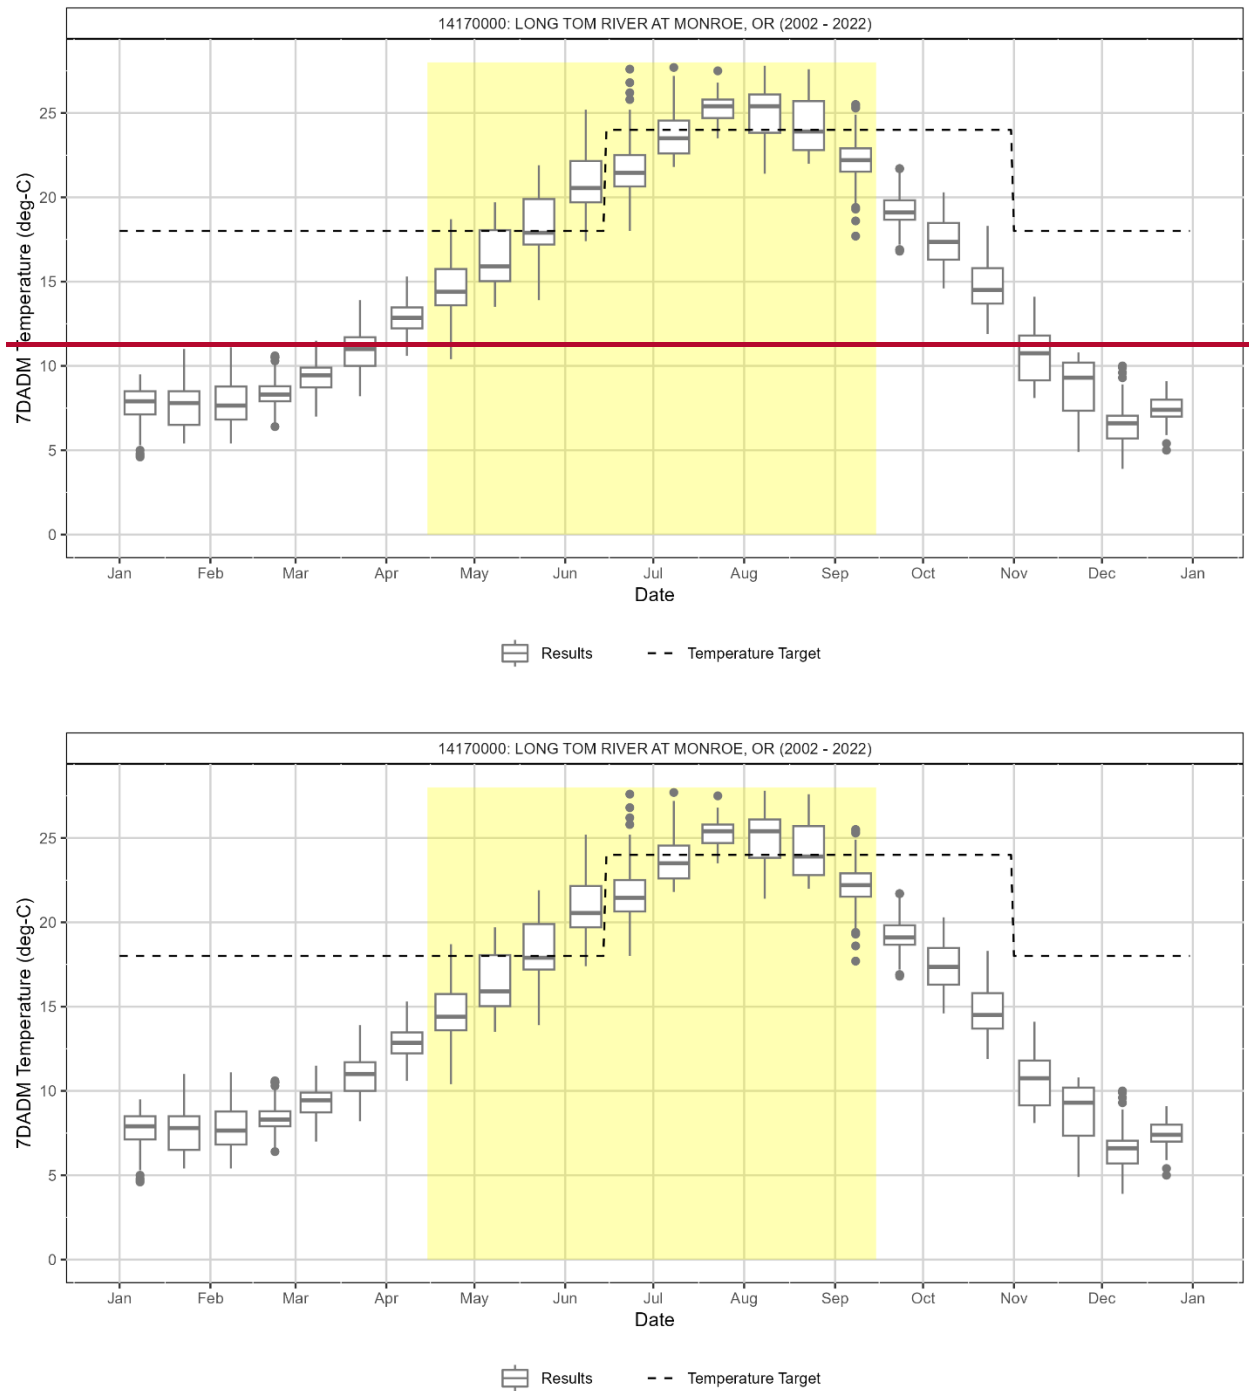 14170000: LONG TOM RIVER AT MONROE, OR (2002 - 2022)
7DADM Temperature (deg-C)
25
20
15
10
5
0
Jan Feb Mar Apr May Jun Jul Aug Sep Oct Nov Dec Jan
Date
Results Temperature Target
14170000: LONG TOM RIVER AT MONROE, OR (2002 - 2022)
7DADM Temperature (deg-C)
25
20
15
10
5
0
Jan Feb Mar Apr May Jun Jul Aug Sep Oct Nov Dec Jan
Date
Results Temperature Target